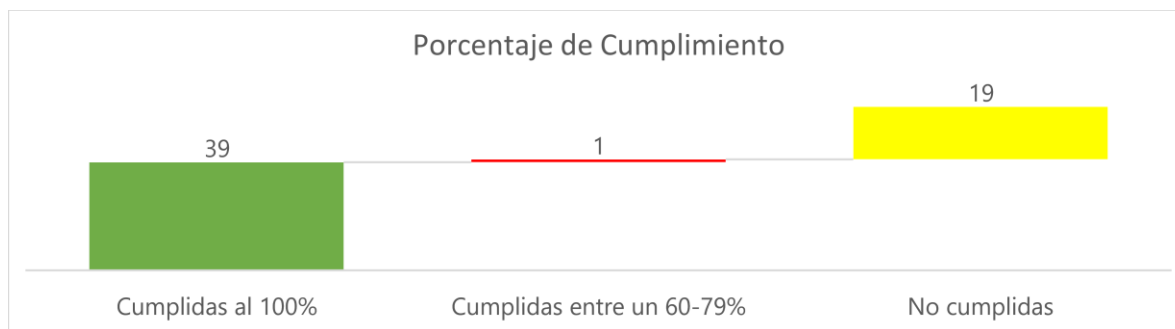 Porcentaje de Cumplimiento
39
1
19
Cumplidas al 100%
Cumplidas entre un 60-79%
No cumplidas